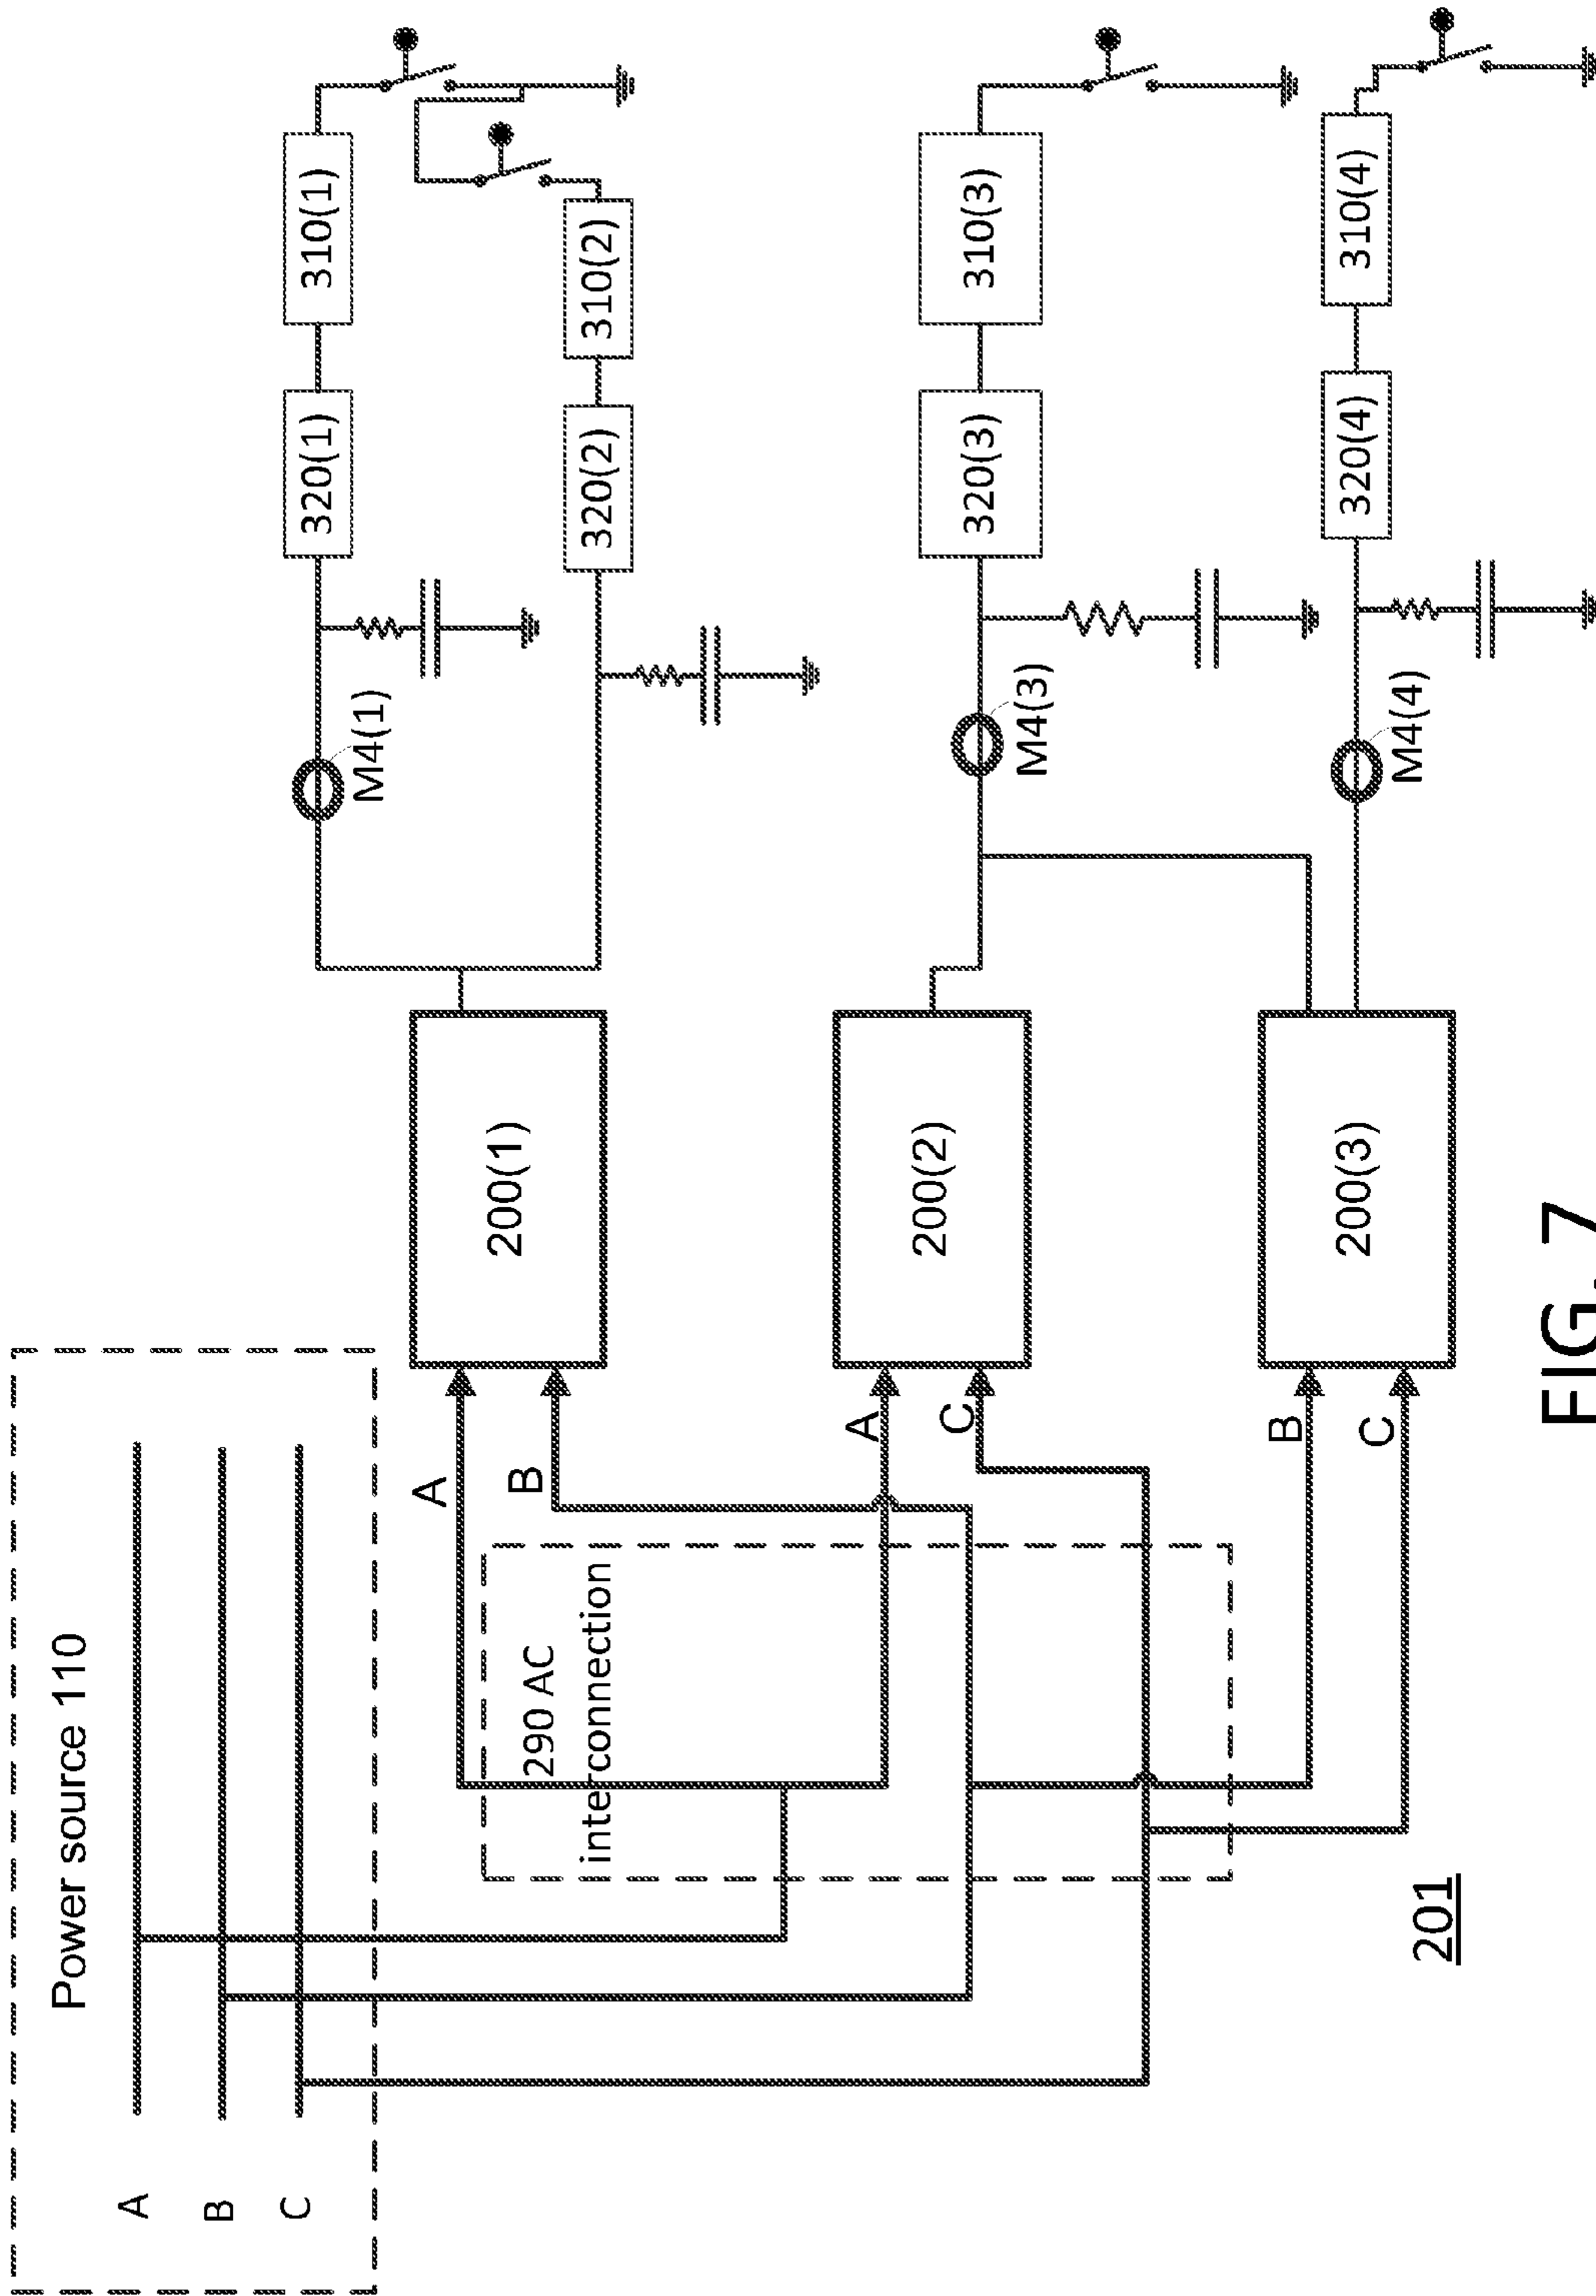 Power source 110
A
B
C
290 AC
interconnection
A
B
A
C
B
C
200(1)
200(2)
200(3)
M4(1)
M4(3)
M4(4)
320(1)
310(1)
320(2)
310(2)
320(3)
310(3)
320(4)
310(4)
201
FIG. 7